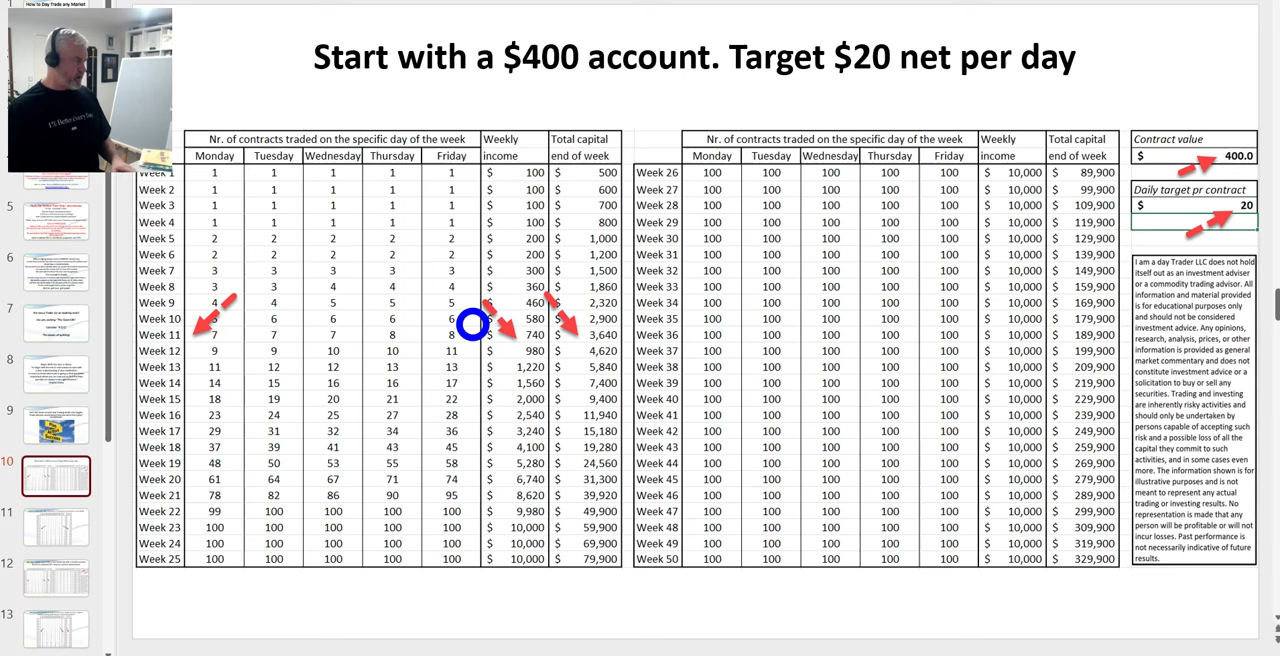 How to Day Trade any Market
1% Better Every Day
Start with a $400 account. Target $20 net per day
Nr. of contracts traded on the specific day of the week Weekly Total capital
Monday Tuesday Wednesday Thursday Friday income end of week
Week 1 1 1 1 1 1 100 $ 500
Week 2 1 1 1 1 1 100 $ 600
Week 3 1 1 1 1 1 100 $ 700
Week 4 1 1 1 1 1 100 $ 800
Week 5 2 2 2 2 2 $ 200 $ 1,000
Week 6 2 2 2 2 2 $ 200 $ 1,200
Week 7 3 3 3 3 3 $ 300 $ 1,500
Week 8 3 3 4 4 4 $ 360 $ 1,860
Week 9 4 4 5 5 5 $ 460 $ 2,320
Week 10 5 6 6 6 6 580 $ 2,900
Week 11 7 7 7 8 8 $ 740 $ 3,640
Week 12 9 9 10 10 11 $ 980 $ 4,620
Week 13 11 12 12 13 13 $ 1,220 $ 5,840
Week 14 14 15 16 16 17 $ 1,560 $ 7,400
Week 15 18 19 20 21 22 $ 2,000 $ 9,400
Week 16 23 24 25 27 28 $ 2,540 $ 11,940
Week 17 29 31 32 34 36 $ 3,240 $ 15,180
Week 18 37 39 41 43 45 $ 4,100 $ 19,280
Week 19 48 50 53 55 58 $ 5,280 $ 24,560
Week 20 61 64 67 71 74 $ 6,740 $ 31,300
Week 21 78 82 86 90 95 $ 8,620 $ 39,920
Week 22 99 100 100 100 100 $ 9,980 $ 49,900
Week 23 100 100 100 100 100 $ 10,000 $ 59,900
Week 24 100 100 100 100 100 $ 10,000 $ 69,900
Week 25 100 100 100 100 100 $ 10,000 $ 79,900
Nr. of contracts traded on the specific day of the week Weekly Total capital
Monday Tuesday Wednesday Thursday Friday income end of week
Week 26 100 100 100 100 100 $ 10,000 $ 89,900
Week 27 100 100 100 100 100 $ 10,000 $ 99,900
Week 28 100 100 100 100 100 $ 10,000 $ 109,900
Week 29 100 100 100 100 100 $ 10,000 $ 119,900
Week 30 100 100 100 100 100 $ 10,000 $ 129,900
Week 31 100 100 100 100 100 $ 10,000 $ 139,900
Week 32 100 100 100 100 100 $ 10,000 $ 149,900
Week 33 100 100 100 100 100 $ 10,000 $ 159,900
Week 34 100 100 100 100 100 $ 10,000 $ 169,900
Week 35 100 100 100 100 100 $ 10,000 $ 179,900
Week 36 100 100 100 100 100 $ 10,000 $ 189,900
Week 37 100 100 100 100 100 $ 10,000 $ 199,900
Week 38 100 100 100 100 100 $ 10,000 $ 209,900
Week 39 100 100 100 100 100 $ 10,000 $ 219,900
Week 40 100 100 100 100 100 $ 10,000 $ 229,900
Week 41 100 100 100 100 100 $ 10,000 $ 239,900
Week 42 100 100 100 100 100 $ 10,000 $ 249,900
Week 43 100 100 100 100 100 $ 10,000 $ 259,900
Week 44 100 100 100 100 100 $ 10,000 $ 269,900
Week 45 100 100 100 100 100 $ 10,000 $ 279,900
Week 46 100 100 100 100 100 $ 10,000 $ 289,900
Week 47 100 100 100 100 100 $ 10,000 $ 299,900
Week 48 100 100 100 100 100 $ 10,000 $ 309,900
Week 49 100 100 100 100 100 $ 10,000 $ 319,900
Week 50 100 100 100 100 100 $ 10,000 $ 329,900
Contract value
$ 400.0
Daily target pr contract
$ 20
I am a day Trader LLC does not hold
itself out as an investment adviser
or a commodity trading advisor. All
information and material provided
is for educational purposes only
and should not be considered
investment advice. Any opinions,
research, analysis, prices, or other
information is provided as general
market commentary and does not
constitute investment advice or a
solicitation to buy or sell any
securities. Trading and investing
are inherently risky activities and
should only be undertaken by
persons capable of accepting such
risk and a possible loss of all the
capital they commit to such
activities, and in some cases even
more. The information shown is for
illustrative purposes and is not
meant to represent any actual
trading or investing results. No
representation is made that any
person will be profitable or will not
incur losses. Past performance is
not necessarily indicative of future
results.
5
6
7
8
9
10
11
12
13